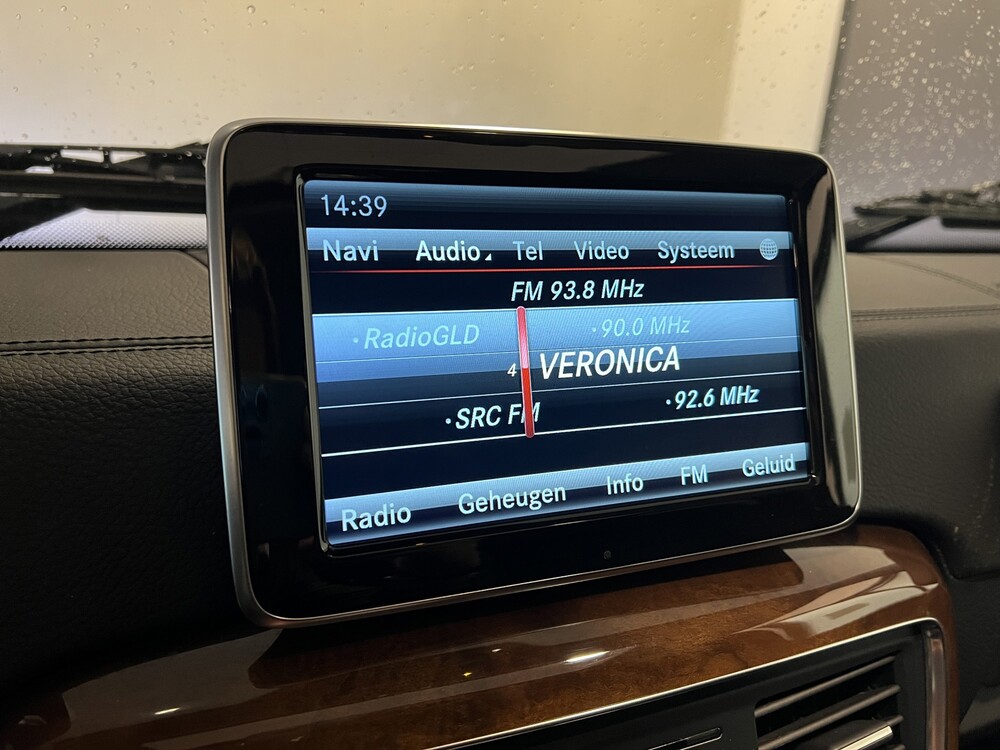 14:39
Navi Audio Tel Video Systeem
FM 93.8 MHz
·RadioGLD ·90.0 MHz
4 VERONICA
·SRC FM ·92.6 MHz
Radio Geheugen Info FM Geluid